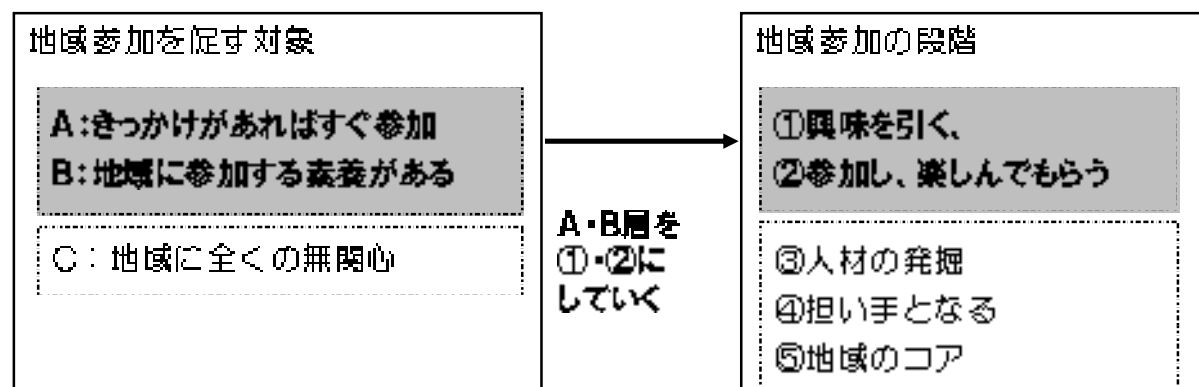 地域参加を促す対象
A:きっかけがあればすぐ参加
B:地域に参加する素養がある
C：地域に全くの無関心
A・B層を
①・②に
していく
地域参加の段階
①興味を引く、
②参加し、楽しんでもらう
③人材の発掘
④担い手となる
⑤地域のコア